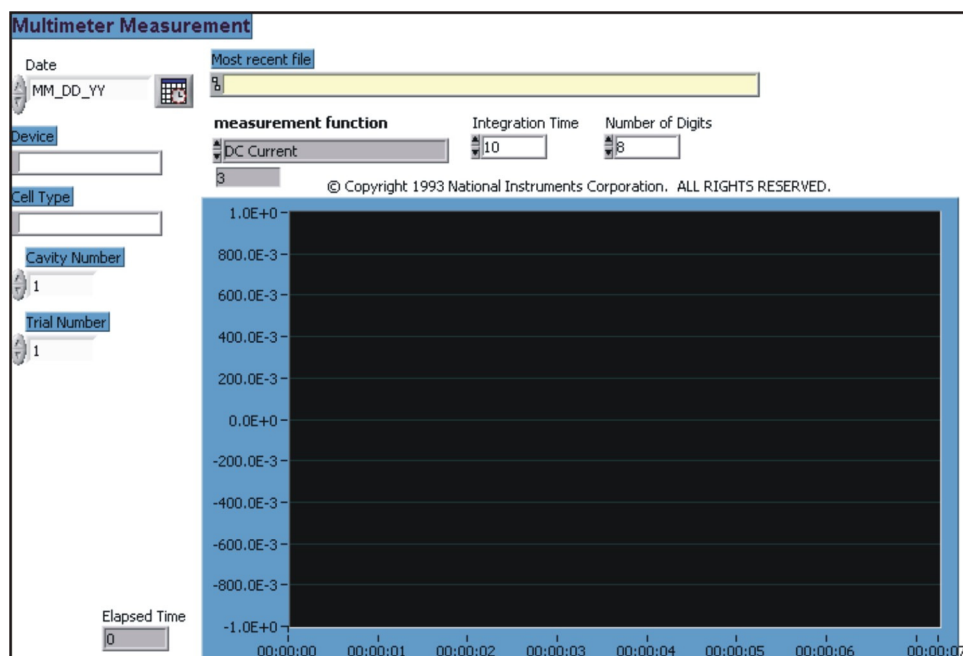 Multimeter Measurement
Date
MM_DD_YY
Most recent file
Device
Cell Type
Cavity Number
1
Trial Number
1
measurement function
DC Current
3
Integration Time
10
Number of Digits
8
© Copyright 1993 National Instruments Corporation. ALL RIGHTS RESERVED.
1.0E+0
800.0E-3
600.0E-3
400.0E-3
200.0E-3
0.0E+0
-200.0E-3
-400.0E-3
-600.0E-3
-800.0E-3
-1.0E+0
00:00:00 00:00:01 00:00:02 00:00:03 00:00:04 00:00:05 00:00:06 00:00:07
Elapsed Time
0